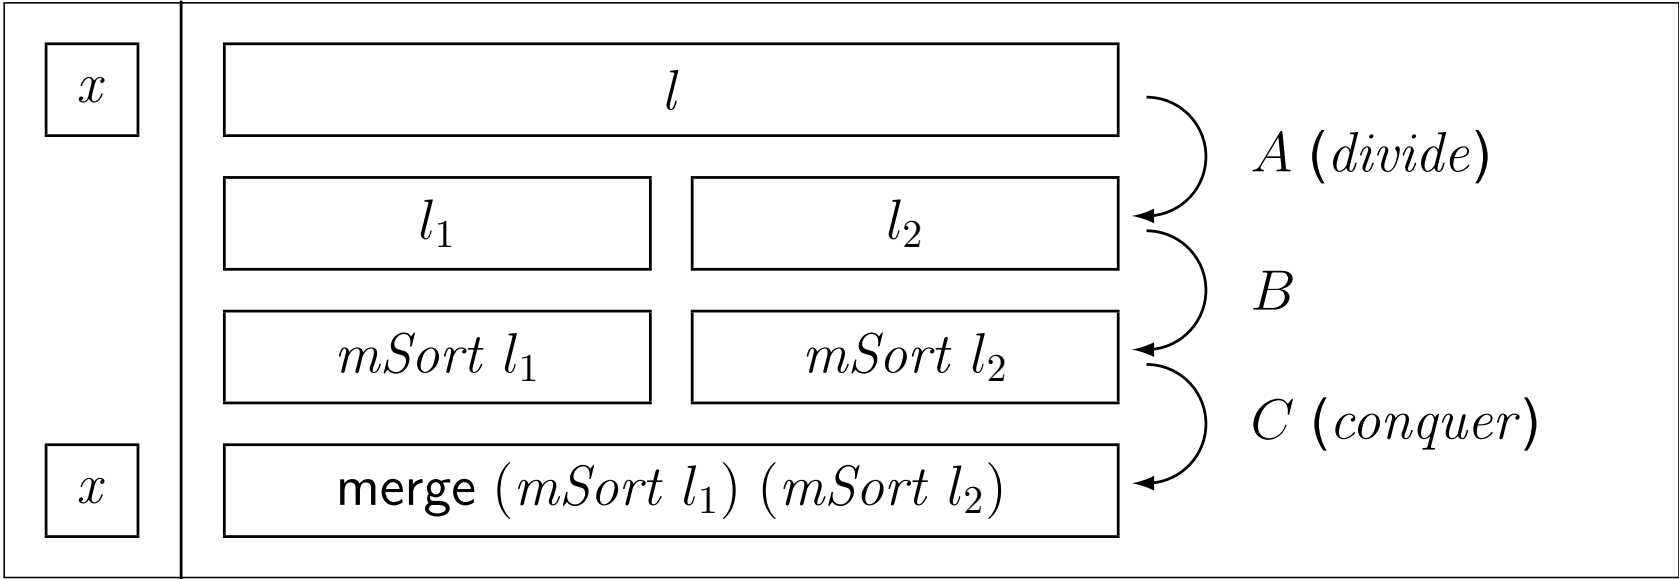 x l
A (divide)
l₁ l₂
B
mSort l₁ mSort l₂
C (conquer)
x merge (mSort l₁) (mSort l₂)